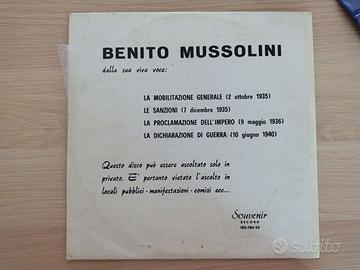 BENITO MUSSOLINI
dalla sua viva voce:
LA MOBILITAZIONE GENERALE (2 ottobre 1935)
LE SANZIONI (7 dicembre 1935)
LA PROCLAMAZIONE DELL'IMPERO (9 maggio 1936)
LA DICHIARAZIONE DI GUERRA (10 giugno 1940)
Questo disco può essere ascoltato solo in
privato. E' pertanto vietato l'ascolto in
locali pubblici - manifestazioni - comizi ecc...
Souvenir
RECORD
subito